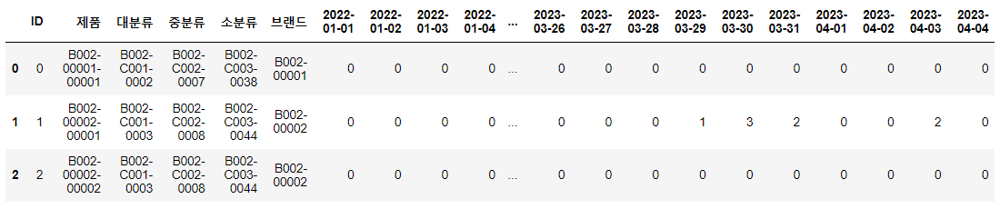 ID 제품 대분류 중분류 소분류 브랜드 2022-01-01 2022-01-02 2022-01-03 2022-01-04 ... 2023-03-26 2023-03-27 2023-03-28 2023-03-29 2023-03-30 2023-03-31 2023-04-01 2023-04-02 2023-04-03 2023-04-04
0 0 B002-00001-00001 B002-C001-0002 B002-C002-0007 B002-C003-0038 B002-00001 0 0 0 0 ... 0 0 0 0 0 0 0 0 0 0
1 1 B002-00002-00001 B002-C001-0003 B002-C002-0008 B002-C003-0044 B002-00002 0 0 0 0 ... 0 0 0 1 3 2 0 0 2 0
2 2 B002-00002-00002 B002-C001-0003 B002-C002-0008 B002-C003-0044 B002-00002 0 0 0 0 ... 0 0 0 0 0 0 0 0 0 0